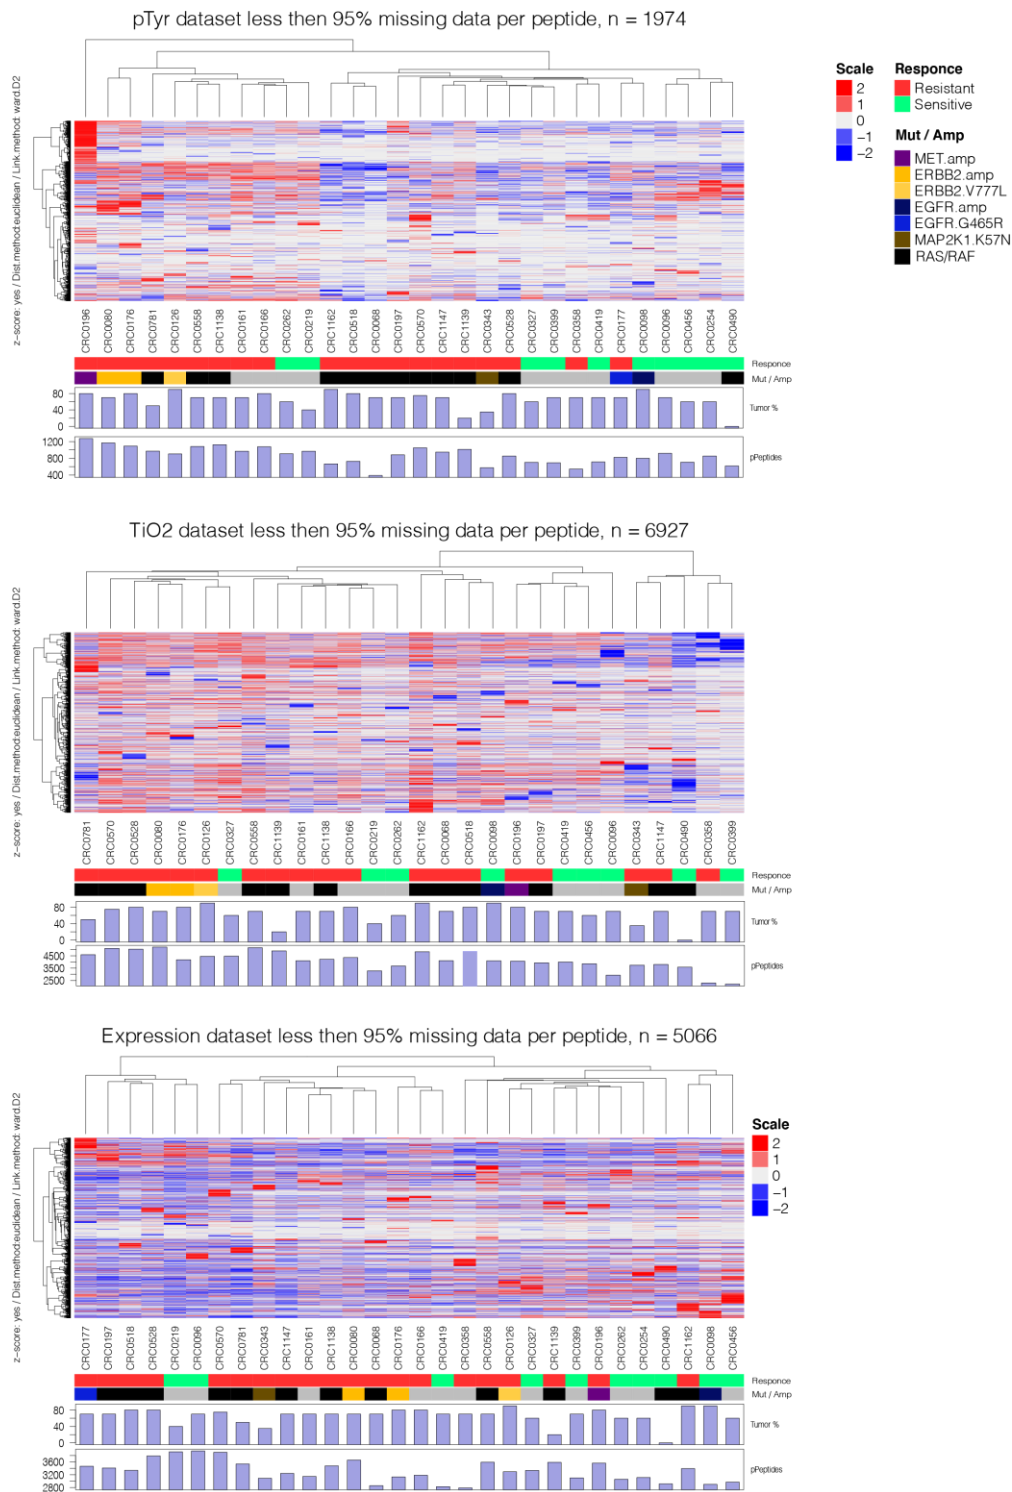 pTyr dataset less then 95% missing data per peptide, n = 1974
z-score: yes / Dist.method:euclidean / Link.method: ward.D2
Scale
2
1
0
-1
-2
Responce
Resistant
Sensitive
Mut / Amp
MET.amp
ERBB2.amp
ERBB2.V777L
EGFR.amp
EGFR.G465R
MAP2K1.K57N
RAS/RAF
CRC0196 CRC0080 CRC0176 CRC0781 CRC0126 CRC0558 CRC1138 CRC0161 CRC0166 CRC0262 CRC0219 CRC1162 CRC0518 CRC0068 CRC0197 CRC0570 CRC1147 CRC1139 CRC0343 CRC0528 CRC0327 CRC0399 CRC0358 CRC0419 CRC0177 CRC0098 CRC0096 CRC0456 CRC0254 CRC0490
Responce
Mut / Amp
80
40
0
Tumor %
1200
800
400
pPeptides
TiO2 dataset less then 95% missing data per peptide, n = 6927
z-score: yes / Dist.method:euclidean / Link.method: ward.D2
CRC0781 CRC0570 CRC0528 CRC0080 CRC0176 CRC0126 CRC0327 CRC0558 CRC1139 CRC0161 CRC1138 CRC0166 CRC0219 CRC0262 CRC1162 CRC0068 CRC0518 CRC0098 CRC0196 CRC0197 CRC0419 CRC0456 CRC0096 CRC0343 CRC1147 CRC0490 CRC0358 CRC0399
Responce
Mut / Amp
80
40
0
Tumor %
4500
3500
2500
pPeptides
Expression dataset less then 95% missing data per peptide, n = 5066
z-score: yes / Dist.method:euclidean / Link.method: ward.D2
Scale
2
1
0
-1
-2
CRC0177 CRC0197 CRC0518 CRC0528 CRC0219 CRC0096 CRC0570 CRC0781 CRC0343 CRC1147 CRC0161 CRC1138 CRC0080 CRC0068 CRC0176 CRC0166 CRC0419 CRC0358 CRC0558 CRC0126 CRC0327 CRC1139 CRC0399 CRC0196 CRC0262 CRC0254 CRC0490 CRC1162 CRC0098 CRC0456
Responce
Mut / Amp
80
40
0
Tumor %
3600
3200
2800
pPeptides